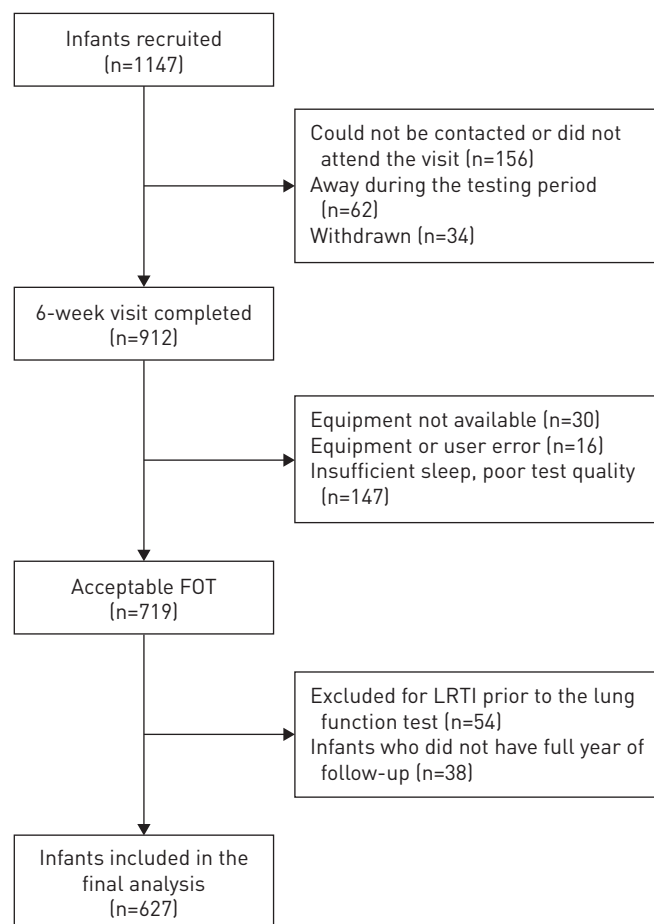 Infants recruited
(n=1147)
Could not be contacted or did not
attend the visit (n=156)
Away during the testing period
(n=62)
Withdrawn (n=34)
6-week visit completed
(n=912)
Equipment not available (n=30)
Equipment or user error (n=16)
Insufficient sleep, poor test quality
(n=147)
Acceptable FOT
(n=719)
Excluded for LRTI prior to the lung
function test (n=54)
Infants who did not have full year of
follow-up (n=38)
Infants included in the
final analysis
(n=627)